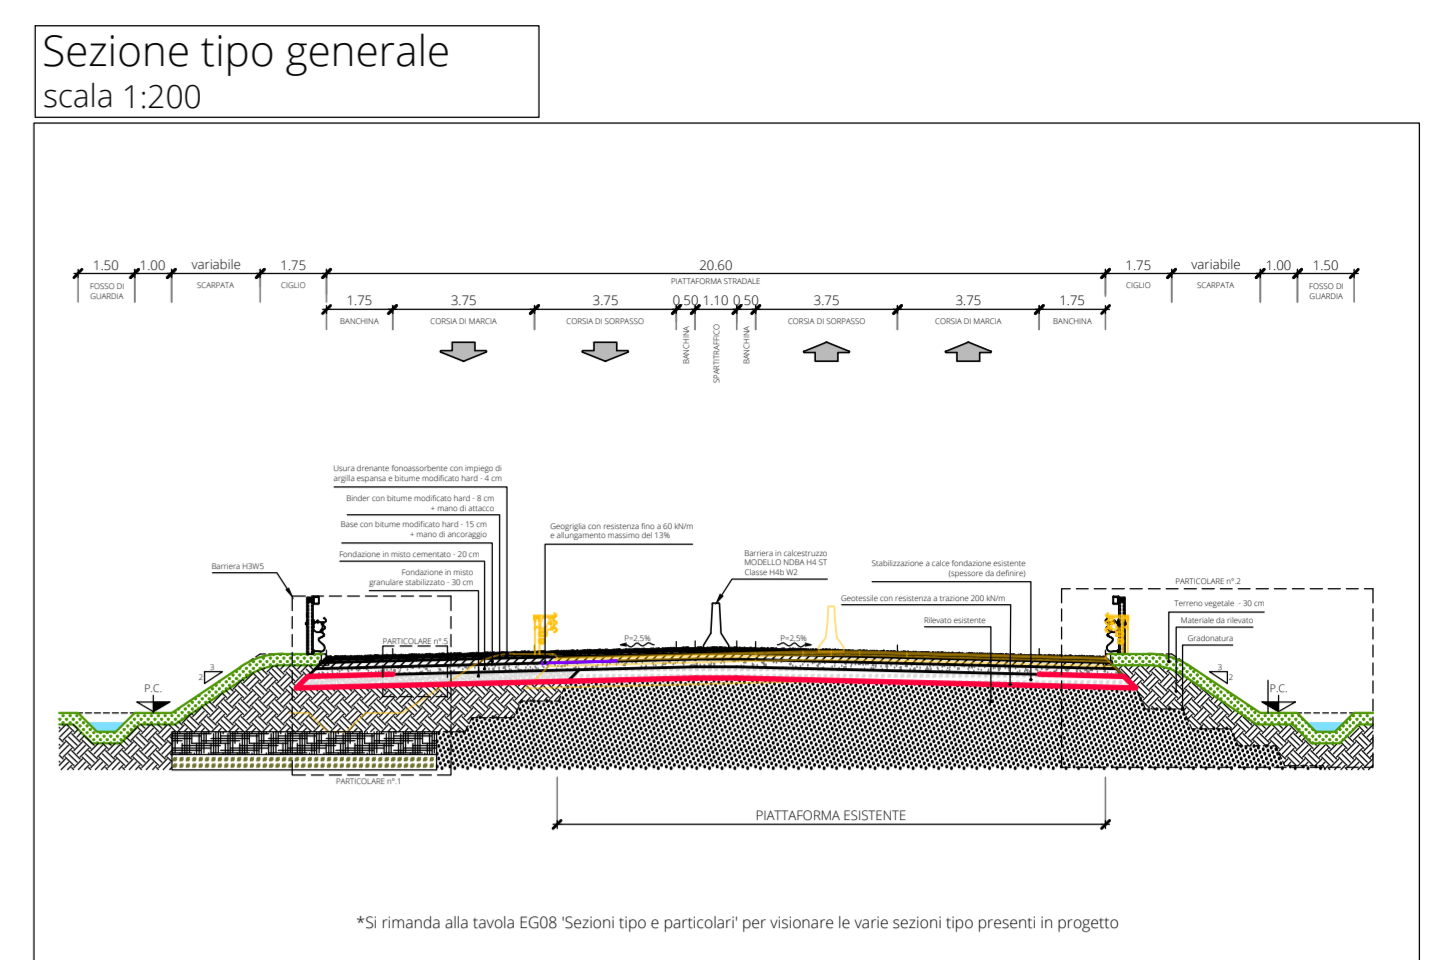 Sezione tipo generale
scala 1:200
1.50 1.00 variabile 1.75 20.60 1.75 variabile 1.00 1.50
FOSSO DI
GUARDIA
SCARPATA
CIGLIO
PIATTAFORMA STRADALE
CIGLIO
SCARPATA
FOSSO DI
GUARDIA
1.75 3.75 3.75 0.50 1.10 0.50 3.75 3.75 1.75
BANCHINA
CORSIA DI MARCIA
CORSIA DI SORPASSO
BANCHINA
SPARTITRAFFICO
BANCHINA
CORSIA DI SORPASSO
CORSIA DI MARCIA
BANCHINA
Usura drenante fonoassorbente con impiego di
argilla espansa e bitume modificato hard - 4 cm
Binder con bitume modificato hard - 8 cm
+ mano di attacco
Base con bitume modificato hard - 15 cm
+ mano di ancoraggio
Fondazione in misto cementato - 20 cm
Fondazione in misto
granulare stabilizzato - 30 cm
Geogriglia con resistenza fino a 60 kN/m
e allungamento massimo del 13%
Barriera H3W5
Barriera in calcestruzzo
MODELLO NDBA H4 ST
Classe H4b W2
Stabilizzazione a calce fondazione esistente
(spessore da definire)
Geotessile con resistenza a trazione 200 kN/m
Rilevato esistente
PARTICOLARE n°.2
Terreno vegetale - 30 cm
Materiale da rilevato
Gradonatura
PARTICOLARE n°.5
P=2,5%
P=2,5%
3
2
3
2
P.C.
P.C.
PARTICOLARE n°.1
PIATTAFORMA ESISTENTE
*Si rimanda alla tavola EG08 'Sezioni tipo e particolari' per visionare le varie sezioni tipo presenti in progetto